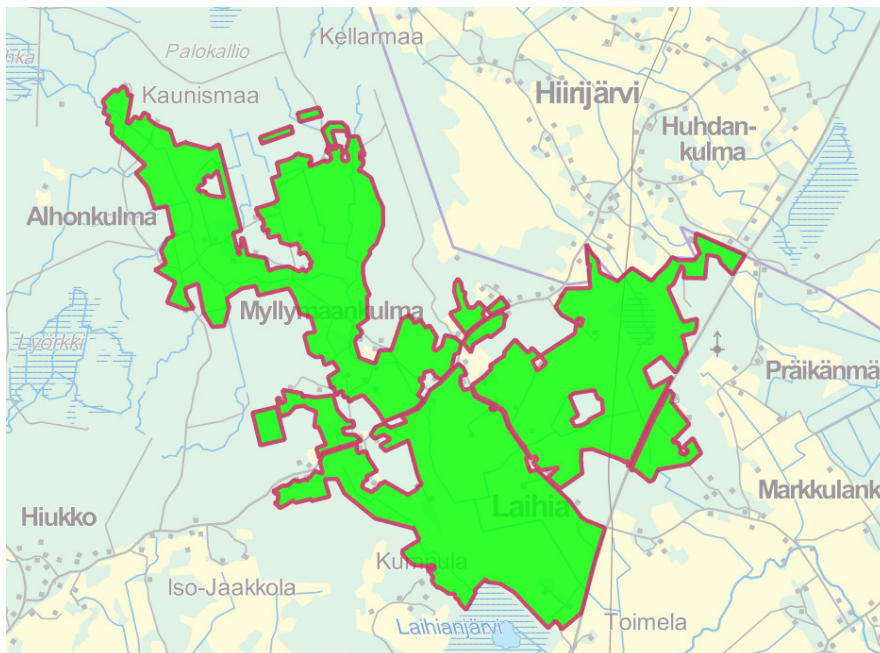 Kellarmaa
Palokallio
Kaunismaa
Hiirijärvi
Huhdan-
kulma
Alhonkulma
Myllymaankulma
Lyörkki
Präikänmä
Markkulank
Laihia
Hiukko
Kumpula
Iso-Jaakkola
Toimela
Laihianjärvi